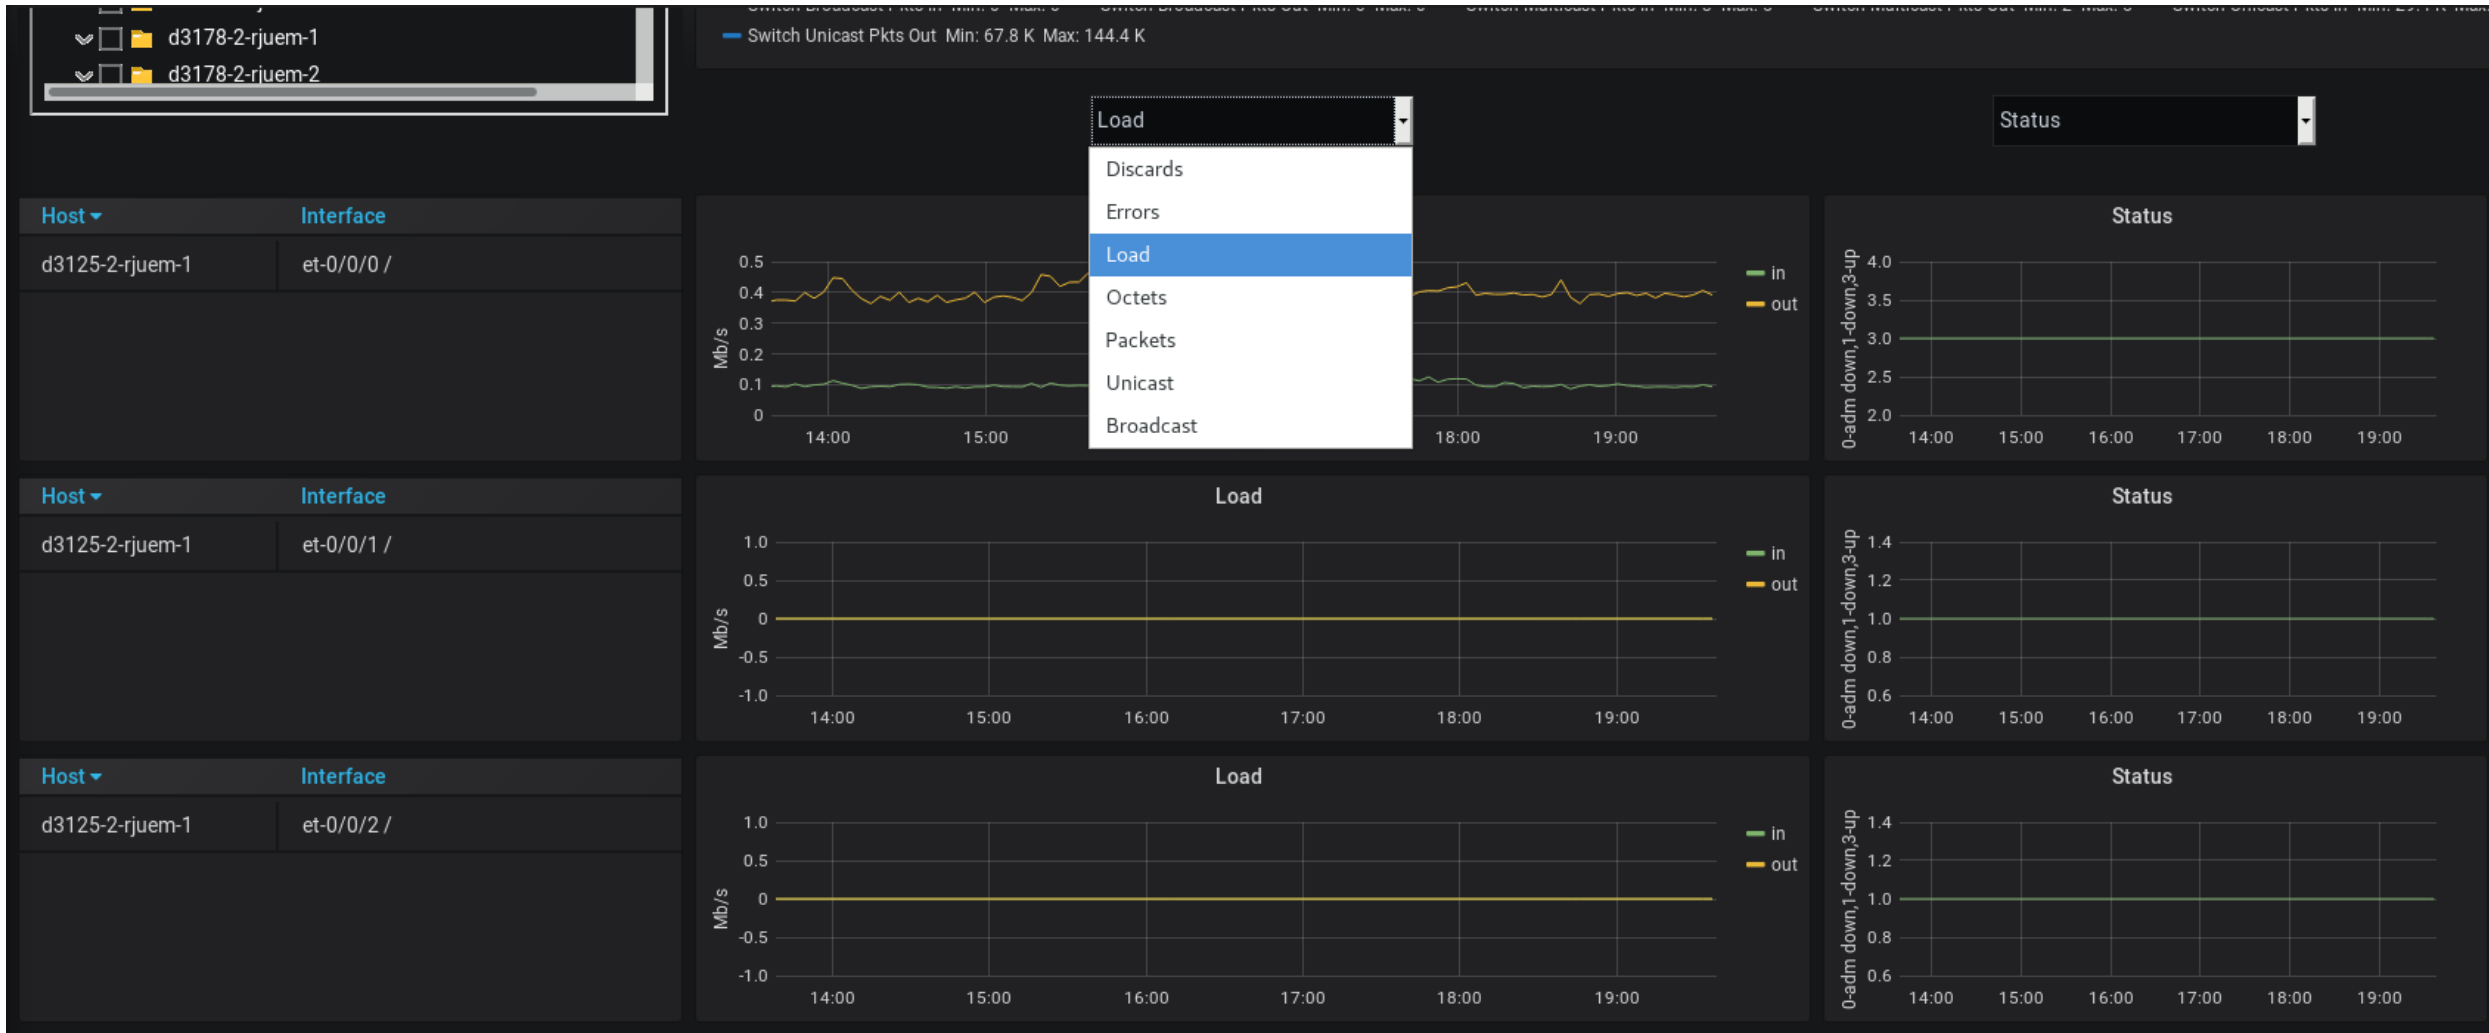 d3178-2-rjuem-1
d3178-2-rjuem-2
Switch Unicast Pkts Out Min: 67.8 K Max: 144.4 K
Load
Status
Discards
Errors
Load
Octets
Packets
Unicast
Broadcast
Host Interface
d3125-2-rjuem-1 et-0/0/0 /
Mb/s
0.5
0.4
0.3
0.2
0.1
0
14:00 15:00 18:00 19:00
in
out
Status
0-adm down,1-down,3-up
4.0
3.5
3.0
2.5
2.0
14:00 15:00 16:00 17:00 18:00 19:00
Host Interface
d3125-2-rjuem-1 et-0/0/1 /
Load
Mb/s
1.0
0.5
0
-0.5
-1.0
14:00 15:00 16:00 17:00 18:00 19:00
in
out
Status
0-adm down,1-down,3-up
1.4
1.2
1.0
0.8
0.6
14:00 15:00 16:00 17:00 18:00 19:00
Host Interface
d3125-2-rjuem-1 et-0/0/2 /
Load
Mb/s
1.0
0.5
0
-0.5
-1.0
14:00 15:00 16:00 17:00 18:00 19:00
in
out
Status
0-adm down,1-down,3-up
1.4
1.2
1.0
0.8
0.6
14:00 15:00 16:00 17:00 18:00 19:00